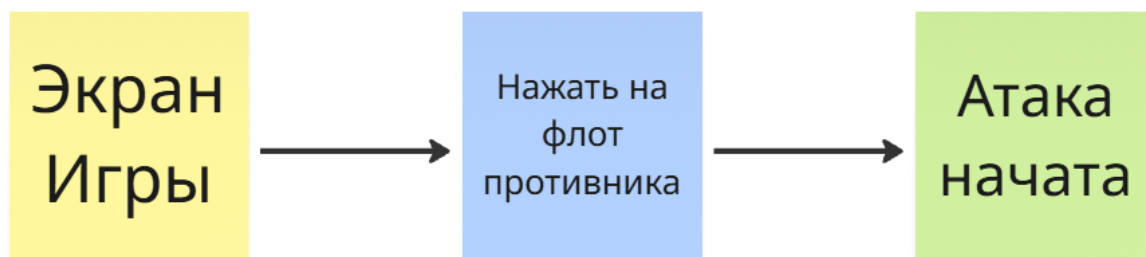 Экран
Игры
Нажать на
флот
противника
Атака
начата